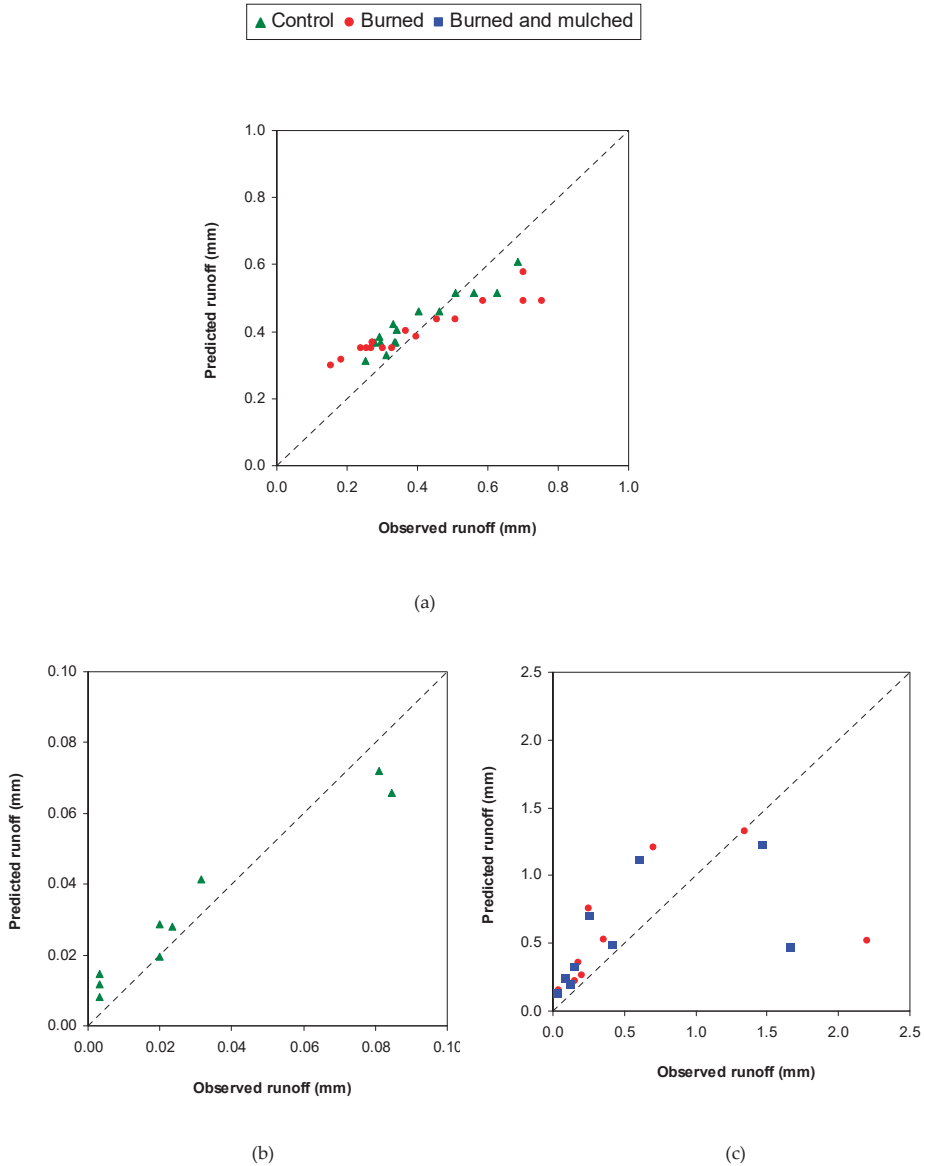 Control Burned Burned and mulched
1.0
0.8
0.6
0.4
0.2
0.0
Predicted runoff (mm)
0.0 0.2 0.4 0.6 0.8 1.0
Observed runoff (mm)
(a)
0.10
0.08
0.06
0.04
0.02
0.00
Predicted runoff (mm)
0.00 0.02 0.04 0.06 0.08 0.10
Observed runoff (mm)
(b)
2.5
2.0
1.5
1.0
0.5
0.0
Predicted runoff (mm)
0.0 0.5 1.0 1.5 2.0 2.5
Observed runoff (mm)
(c)